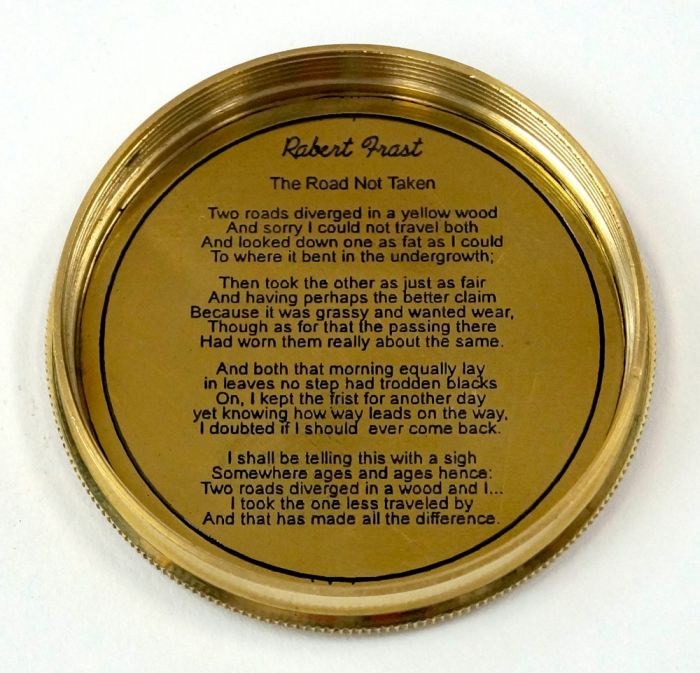 Rabert Frast
The Road Not Taken
Two roads diverged in a yellow wood
And sorry I could not travel both
And looked down one as fat as I could
To where it bent in the undergrowth;
Then took the other as just as fair
And having perhaps the better claim
Because it was grassy and wanted wear,
Though as for that the passing there
Had worn them really about the same.
And both that morning equally lay
in leaves no step had trodden blacks
On, I kept the frist for another day
yet knowing how way leads on the way,
I doubted if I should ever come back.
I shall be telling this with a sigh
Somewhere ages and ages hence:
Two roads diverged in a wood and I...
I took the one less traveled by
And that has made all the difference.